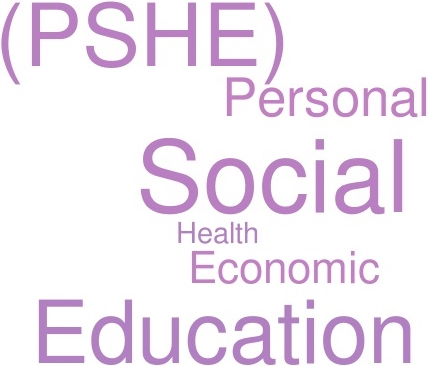 (PSHE)
Personal
Social
Health
Economic
Education